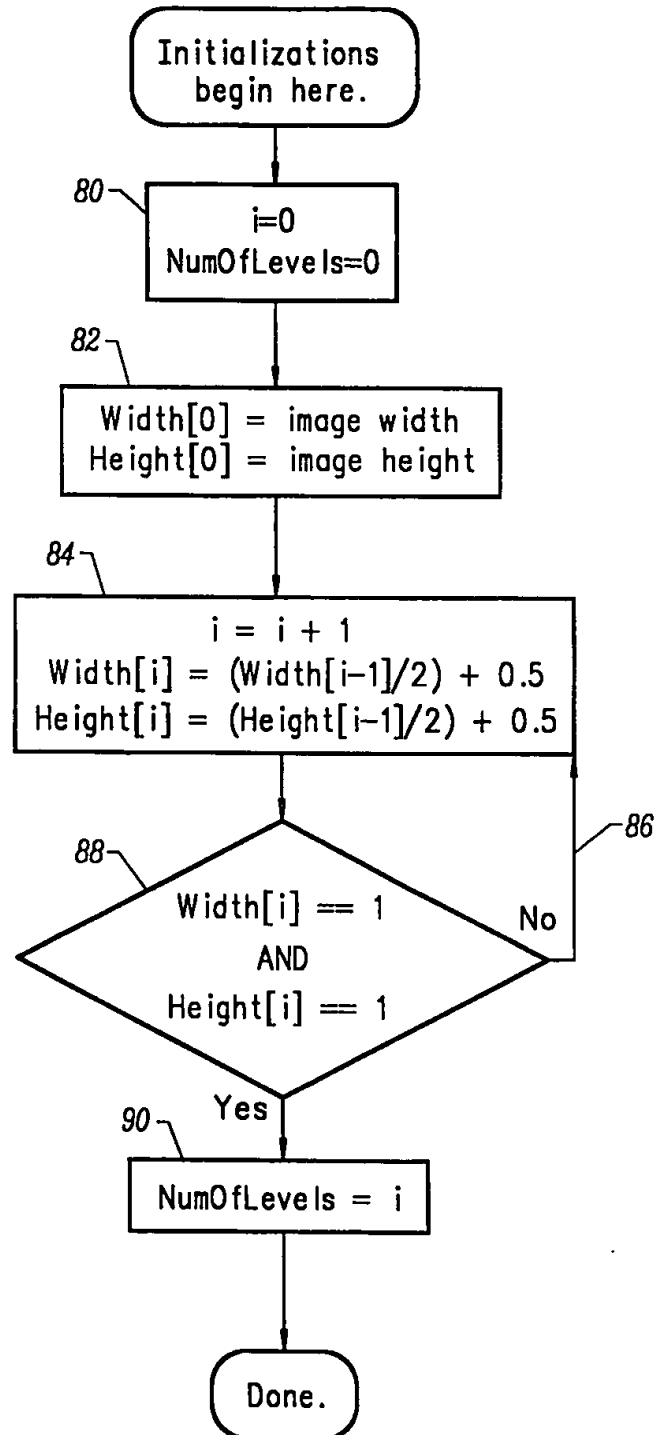 Initializations
begin here.
80
i=0
NumOfLevels=0
82
Width[0] = image width
Height[0] = image height
84
i = i + 1
Width[i] = (Width[i-1]/2) + 0.5
Height[i] = (Height[i-1]/2) + 0.5
86
88
Width[i] == 1
AND
Height[i] == 1
No
Yes
90
NumOfLevels = i
Done.